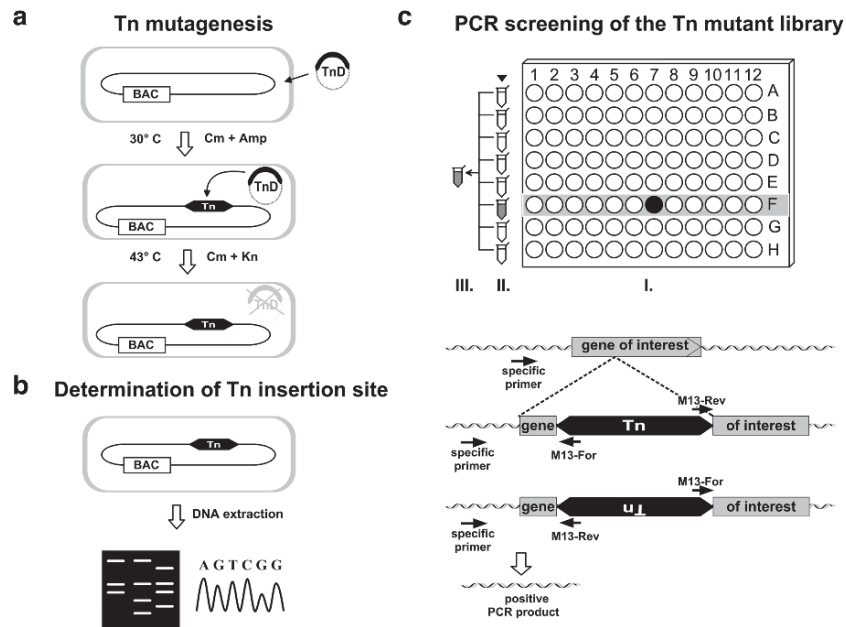 a
Tn mutagenesis
TnD
BAC
30° C
Cm + Amp
TnD
Tn
BAC
43° C
Cm + Kn
TnD
Tn
BAC
b
Determination of Tn insertion site
Tn
BAC
DNA extraction
AGTCGG
c
PCR screening of the Tn mutant library
1 2 3 4 5 6 7 8 9 10 11 12
A
B
C
D
E
F
G
H
III.
II.
I.
gene of interest
specific
primer
M13-Rev
gene
Tn
of interest
specific
primer
M13-For
M13-For
gene
Tn
of interest
specific
primer
M13-Rev
positive
PCR product